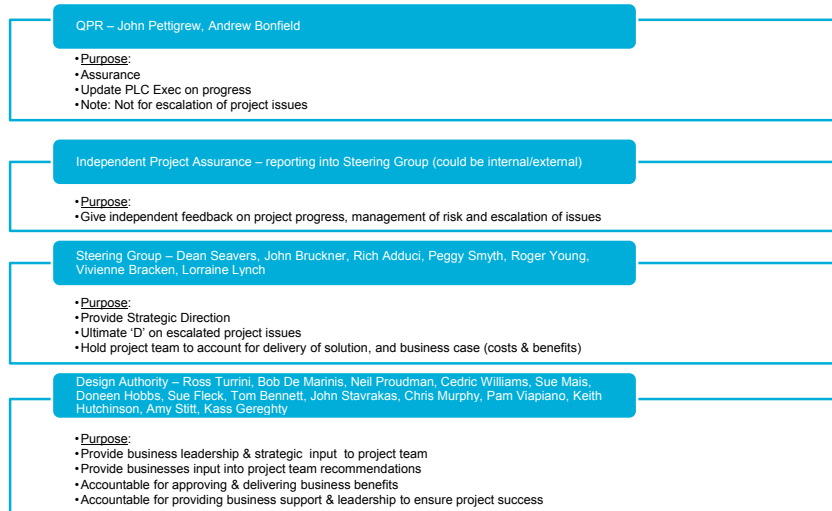 QPR – John Pettigrew, Andrew Bonfield
•Purpose:
•Assurance
•Update PLC Exec on progress
•Note: Not for escalation of project issues
Independent Project Assurance – reporting into Steering Group (could be internal/external)
•Purpose:
•Give independent feedback on project progress, management of risk and escalation of issues
Steering Group – Dean Seavers, John Bruckner, Rich Adduci, Peggy Smyth, Roger Young,
Vivienne Bracken, Lorraine Lynch
•Purpose:
•Provide Strategic Direction
•Ultimate ‘D’ on escalated project issues
•Hold project team to account for delivery of solution, and business case (costs & benefits)
Design Authority – Ross Turrini, Bob De Marinis, Neil Proudman, Cedric Williams, Sue Mais,
Doneen Hobbs, Sue Fleck, Tom Bennett, John Stavrakas, Chris Murphy, Pam Viapiano, Keith
Hutchinson, Amy Stitt, Kass Gereghty
•Purpose:
•Provide business leadership & strategic input to project team
•Provide businesses input into project team recommendations
•Accountable for approving & delivering business benefits
•Accountable for providing business support & leadership to ensure project success